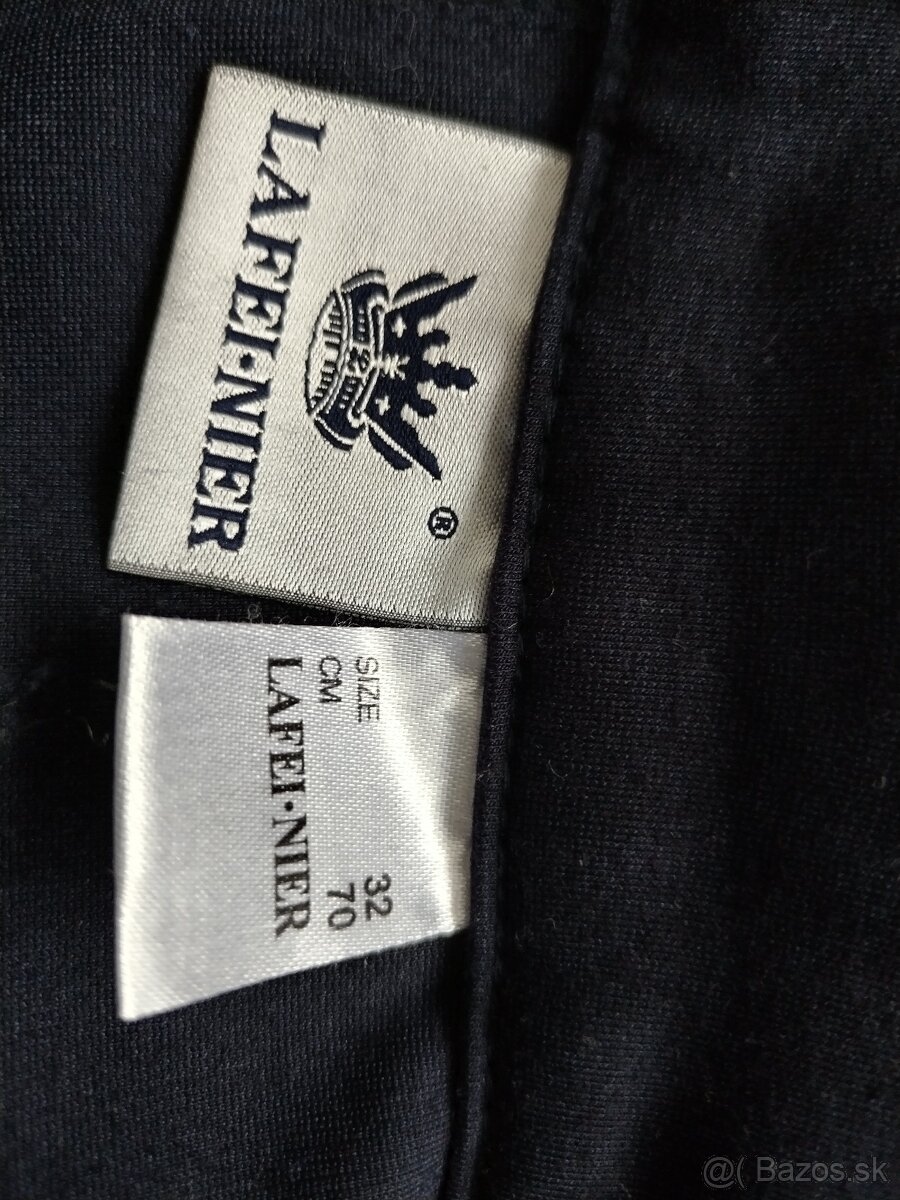 LAFEI·NIER
®
SIZE 32
CM 70
LAFEI·NIER
@( Bazos.sk